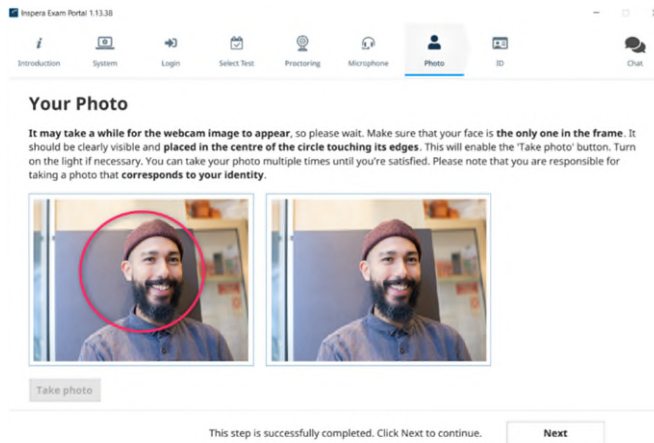 Inspera Exam Portal 1.13.38
Introduction
System
Login
Select Test
Proctoring
Microphone
Photo
ID
Chat
Your Photo
It may take a while for the webcam image to appear, so please wait. Make sure that your face is the only one in the frame. It
should be clearly visible and placed in the centre of the circle touching its edges. This will enable the 'Take photo' button. Turn
on the light if necessary. You can take your photo multiple times until you're satisfied. Please note that you are responsible for
taking a photo that corresponds to your identity.
Take photo
This step is successfully completed. Click Next to continue.
Next